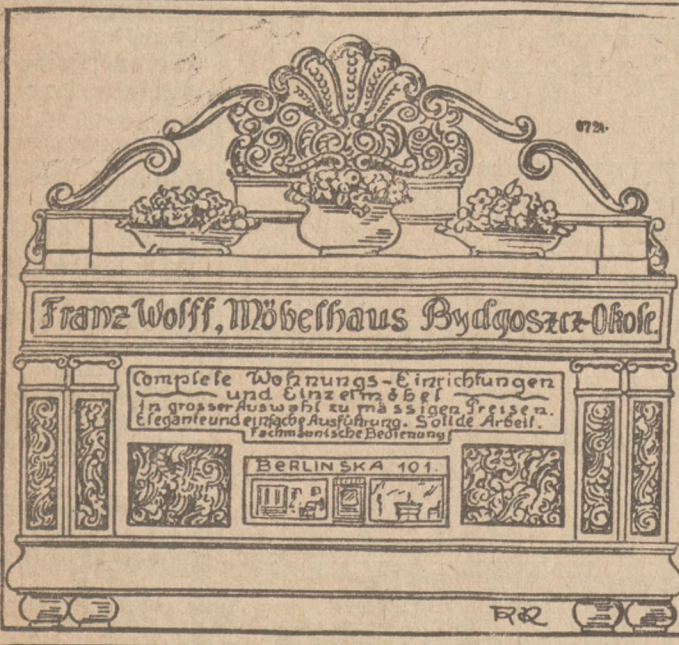 6721.
Franz Wolff, Möbelhaus Bydgoszcz-Okole.
Complete Wohnungs-Einrichtungen
und Einzelmöbel
in grosser Auswahl zu mässigen Preisen.
Elegante und einfache Ausführung. Solide Arbeit.
Fachmännische Bedienung
BERLINSKA 101.